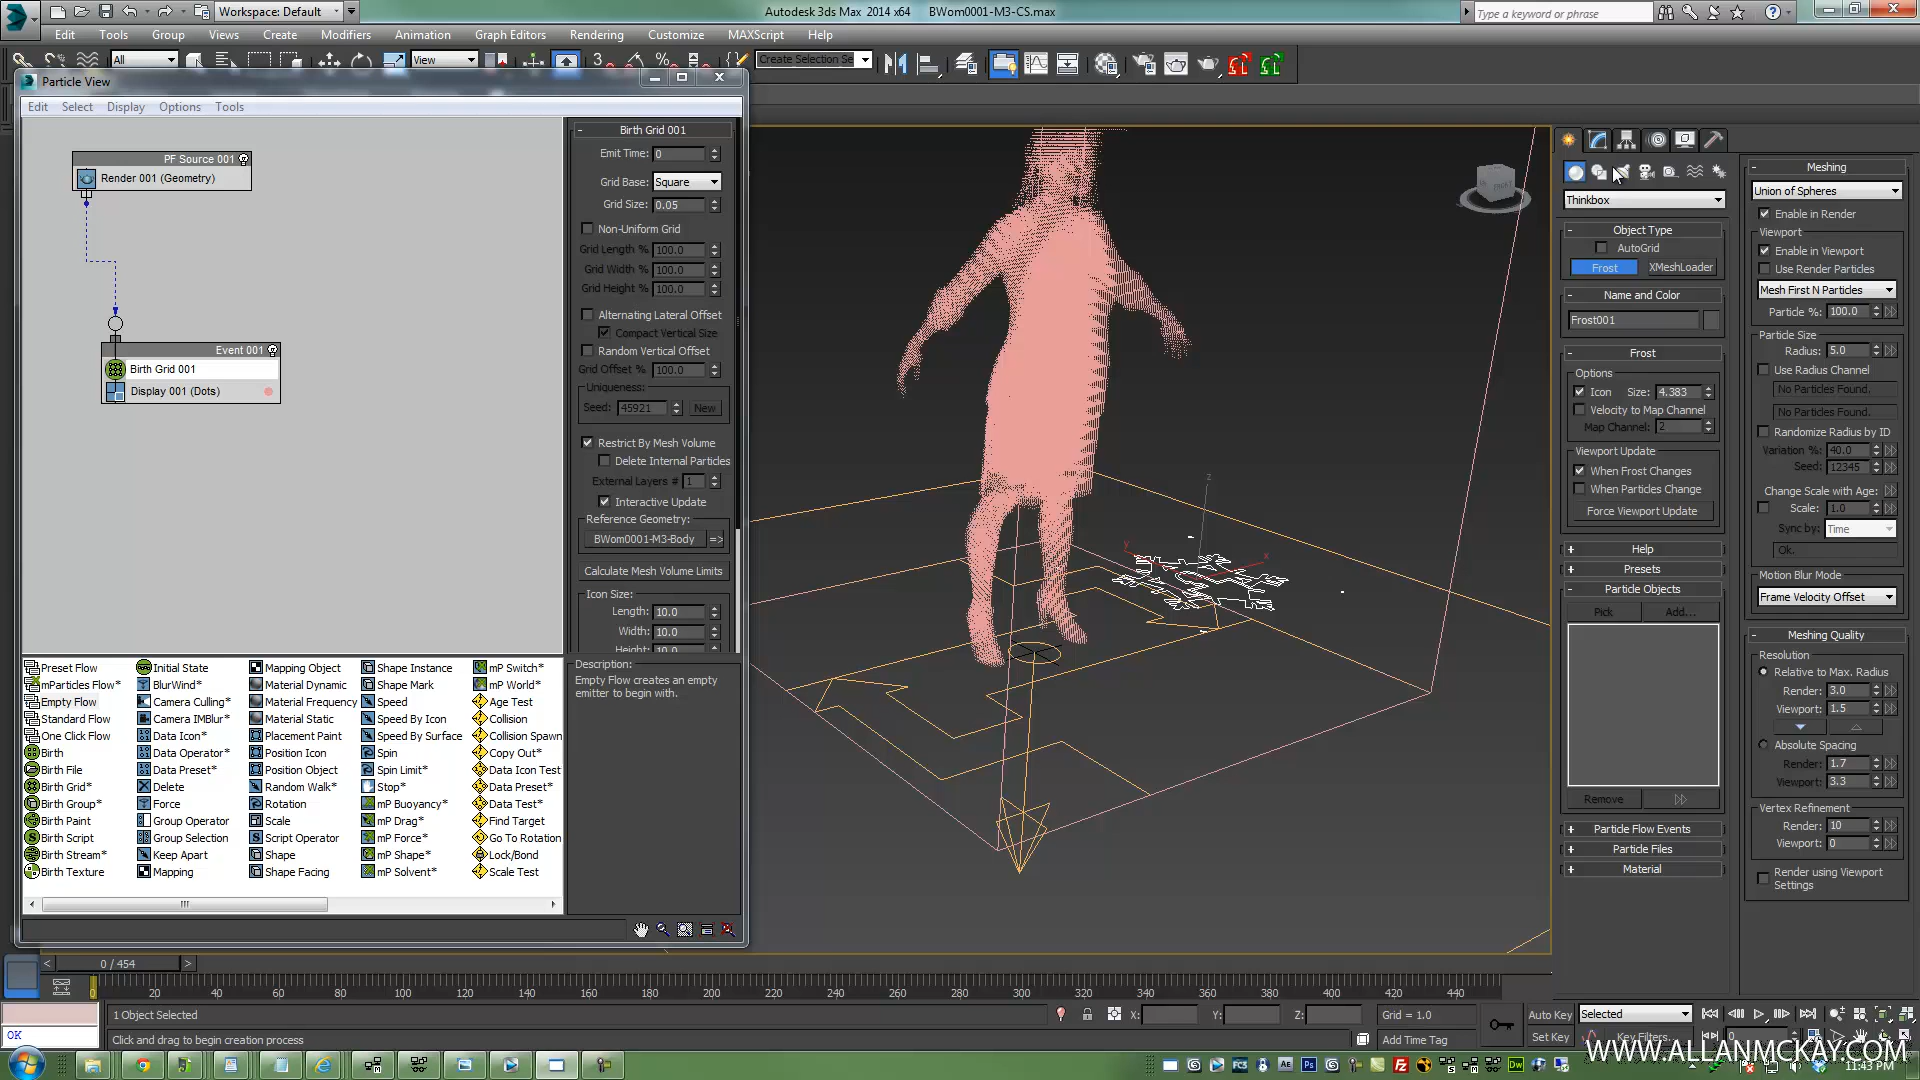 Workspace: Default
Autodesk 3ds Max 2014 x64 BWom0001-M3-CS.max
Type a keyword or phrase
Edit Tools Group Views Create Modifiers Animation Graph Editors Rendering Customize MAXScript Help
All View Create Selection Se
Particle View
Edit Select Display Options Tools
PF Source 001
Render 001 (Geometry)
Event 001
Birth Grid 001
Display 001 (Dots)
Birth Grid 001
Emit Time: 0
Grid Base: Square
Grid Size: 0.05
Non-Uniform Grid
Grid Length % 100.0
Grid Width % 100.0
Grid Height % 100.0
Alternating Lateral Offset
Compact Vertical Size
Random Vertical Offset
Grid Offset % 100.0
Uniqueness:
Seed: 45921 New
Restrict By Mesh Volume
Delete Internal Particles
External Layers # 1
Interactive Update
Reference Geometry:
BWom0001-M3-Body =>
Calculate Mesh Volume Limits
Icon Size:
Length: 10.0
Width: 10.0
Height: 10.0
Preset Flow Initial State Mapping Object Shape Instance mP Switch*
mParticles Flow* BlurWind* Material Dynamic Shape Mark mP World*
Empty Flow Camera Culling* Material Frequency Speed Age Test
Standard Flow Camera IMBlur* Material Static Speed By Icon Collision
One Click Flow Data Icon* Placement Paint Speed By Surface Collision Spawn
Birth Data Operator* Position Icon Spin Copy Out*
Birth File Data Preset* Position Object Spin Limit* Data Icon Test
Birth Grid* Delete Random Walk* Stop* Data Preset*
Birth Group* Force Rotation mP Buoyancy* Data Test*
Birth Paint Group Operator Scale mP Drag* Find Target
Birth Script Group Selection Script Operator mP Force* Go To Rotation
Birth Stream* Keep Apart Shape mP Shape* Lock/Bond
Birth Texture Mapping Shape Facing mP Solvent* Scale Test
Description:
Empty Flow creates an empty
emitter to begin with.
z
y
x
Thinkbox
Object Type
AutoGrid
Frost XMeshLoader
Name and Color
Frost001
Frost
Options
Icon Size: 4.383
Velocity to Map Channel
Map Channel: 2
Viewport Update
When Frost Changes
When Particles Change
Force Viewport Update
Help
Presets
Particle Objects
Pick Add...
Remove
Particle Flow Events
Particle Files
Material
Meshing
Union of Spheres
Enable in Render
Viewport
Enable in Viewport
Use Render Particles
Mesh First N Particles
Particle %: 100.0
Particle Size
Radius: 5.0
Use Radius Channel
No Particles Found.
No Particles Found.
Randomize Radius by ID
Variation %: 40.0
Seed: 12345
Change Scale with Age:
Scale: 1.0
Sync by: Time
Ok.
Motion Blur Mode
Frame Velocity Offset
Meshing Quality
Resolution
Relative to Max. Radius
Render: 3.0
Viewport: 1.5
Absolute Spacing
Render: 1.7
Viewport: 3.3
Vertex Refinement
Render: 10
Viewport: 0
Render using Viewport
Settings
0 / 454
0 20 40 60 80 100 120 140 160 180 200 220 240 260 280 300 320 340 360 380 400 420 440
1 Object Selected X: Y: Z: Grid = 1.0 Auto Key Selected
OK Click and drag to begin creation process Add Time Tag Set Key Key Filters...
WWW.ALLANMCKAY.COM
11:43 PM